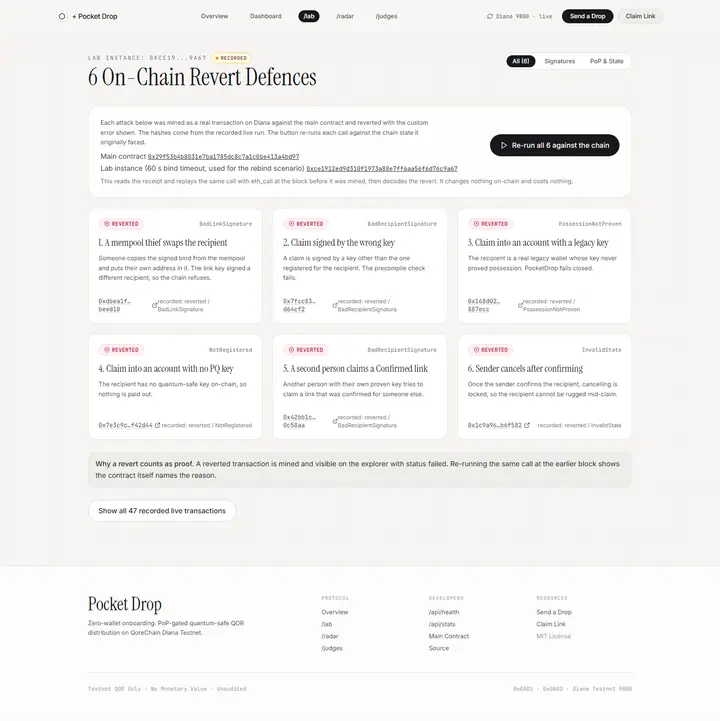 + Pocket Drop
Overview
Dashboard
/lab
/radar
/judges
Diana 9800 · live
Send a Drop
Claim Link
LAB INSTANCE: 0XCE19...9A67
RECORDED
6 On-Chain Revert Defences
All (6)
Signatures
PoP & State
Each attack below was mined as a real transaction on Diana against the main contract and reverted with the custom
error shown. The hashes come from the recorded live run. The button re-runs each call against the chain state it
originally faced.
Main contract 0x29f53b4b8031e7ba1785dc8c7a1c0be413a4bd97
Lab instance (60 s bind timeout, used for the rebind scenario) 0xce1912ed9d310f1973a88e7ff6aa56f6d76c9a67
This reads the receipt and replays the same call with eth_call at the block before it was mined, then decodes the revert. It changes nothing on-chain and costs nothing.
Re-run all 6 against the chain
REVERTED
BadLinkSignature
1. A mempool thief swaps the recipient
Someone copies the signed bind from the mempool
and puts their own address in it. The link key signed a
different recipient, so the chain refuses.
0xdbea1f…
beed10
recorded: reverted /
BadLinkSignature
REVERTED
BadRecipientSignature
2. Claim signed by the wrong key
A claim is signed by a key other than the one
registered for the recipient. The precompile check
fails.
0x7fcc83…
d64cf2
recorded: reverted /
BadRecipientSignature
REVERTED
PossessionNotProven
3. Claim into an account with a legacy key
The recipient is a real legacy wallet whose key never
proved possession. PocketDrop fails closed.
0x168d02…
887ecc
recorded: reverted /
PossessionNotProven
REVERTED
NotRegistered
4. Claim into an account with no PQ key
The recipient has no quantum-safe key on-chain, so
nothing is paid out.
0x7e3c9c…f42d44
recorded: reverted / NotRegistered
REVERTED
BadRecipientSignature
5. A second person claims a Confirmed link
Another person with their own proven key tries to
claim a link that was confirmed for someone else.
0x42bb1c…
0c58aa
recorded: reverted /
BadRecipientSignature
REVERTED
InvalidState
6. Sender cancels after confirming
Once the sender confirms the recipient, canceling is
locked, so the recipient cannot be rugged mid-claim.
0x1c9a96…b6f582
recorded: reverted / InvalidState
Why a revert counts as proof. A reverted transaction is mined and visible on the explorer with status failed. Re-running the same call at the earlier block shows
the contract itself names the reason.
Show all 47 recorded live transactions
Pocket Drop
Zero-wallet onboarding. PoP-gated quantum-safe QOR
distribution on QoreChain Diana Testnet.
PROTOCOL
Overview
/lab
/radar
/judges
DEVELOPERS
/api/health
/api/stats
Main Contract
Source
RESOURCES
Send a Drop
Claim Link
MIT License
Testnet QOR Only · No Monetary Value · Unaudited
0x0A01 · 0x0A02 · Diana Testnet 9800